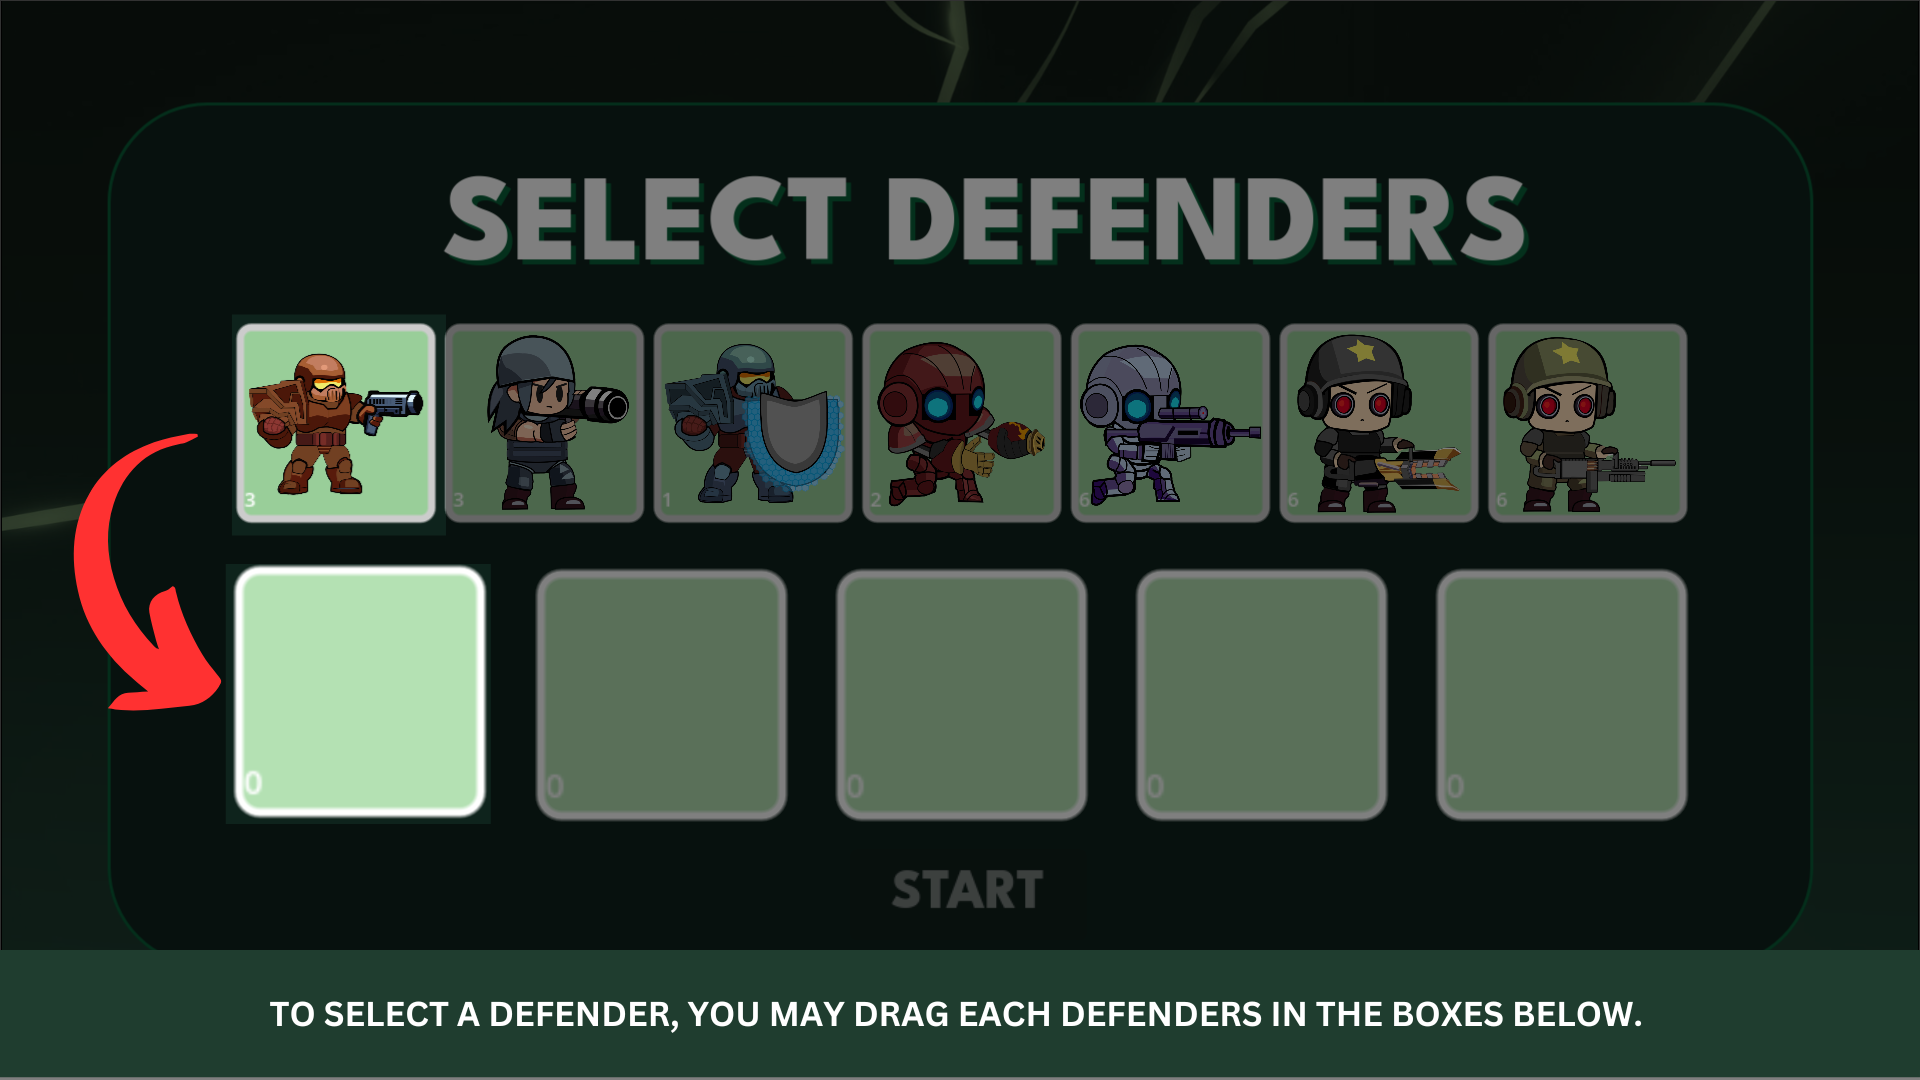 SELECT DEFENDERS
3 3 1 2 6 6 6
0 0 0 0 0
START
TO SELECT A DEFENDER, YOU MAY DRAG EACH DEFENDERS IN THE BOXES BELOW.